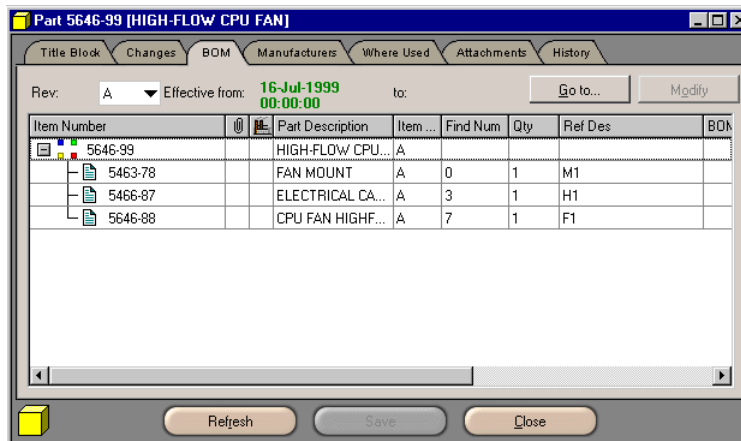 Part 5646-99 [HIGH-FLOW CPU FAN]
Title Block Changes BOM Manufacturers Where Used Attachments History
Rev: A Effective from: 16-Jul-1999 00:00:00 to: Go to... Modify
Item Number Part Description Item ... Find Num Qty Ref Des BOM
5646-99 HIGH-FLOW CPU... A
5463-78 FAN MOUNT A 0 1 M1
5466-87 ELECTRICAL CA... A 3 1 H1
5646-88 CPU FAN HIGHF... A 7 1 F1
Refresh Save Close